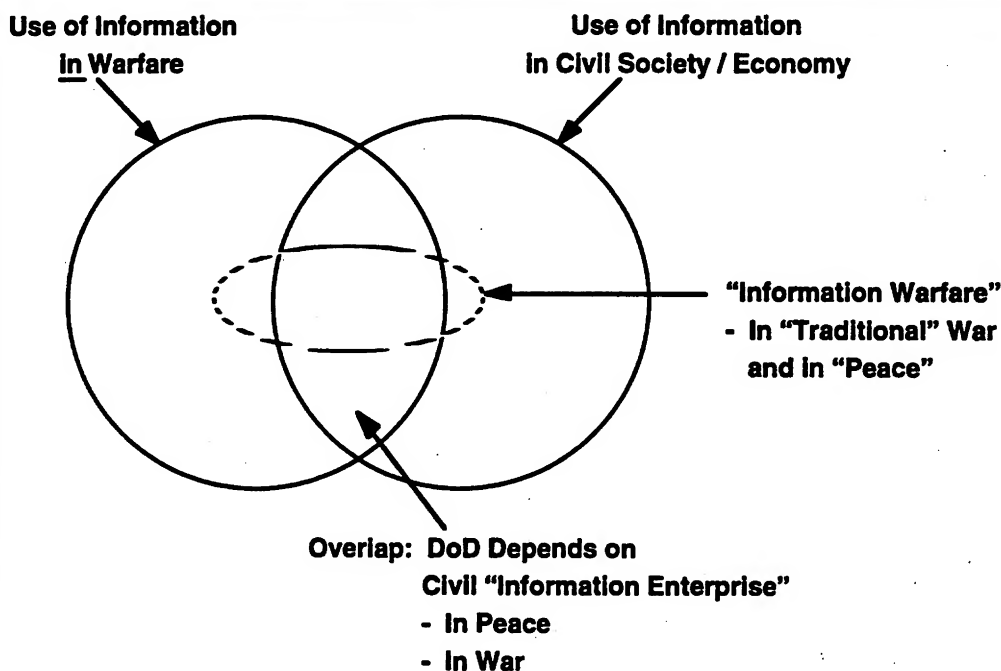 Use of Information
in Warfare
Use of Information
in Civil Society / Economy
“Information Warfare”
- In “Traditional” War
and in “Peace”
Overlap: DoD Depends on
Civil “Information Enterprise”
- In Peace
- In War